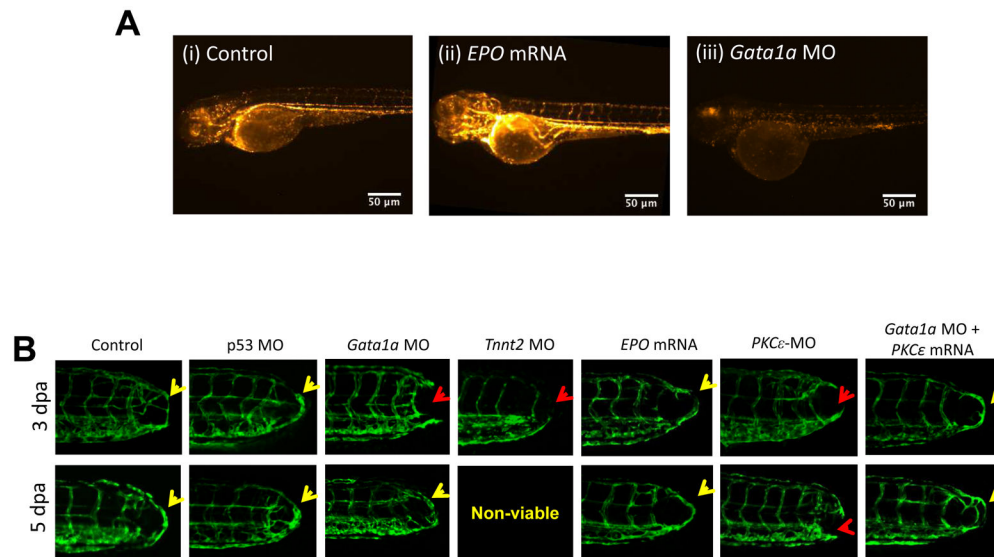 A
(i) Control
(ii) EPO mRNA
(iii) Gata1a MO
50 µm
50 µm
50 µm
B
Control
p53 MO
Gata1a MO
Tnnt2 MO
EPO mRNA
PKCε-MO
Gata1a MO +
PKCε mRNA
3 dpa
5 dpa
Non-viable